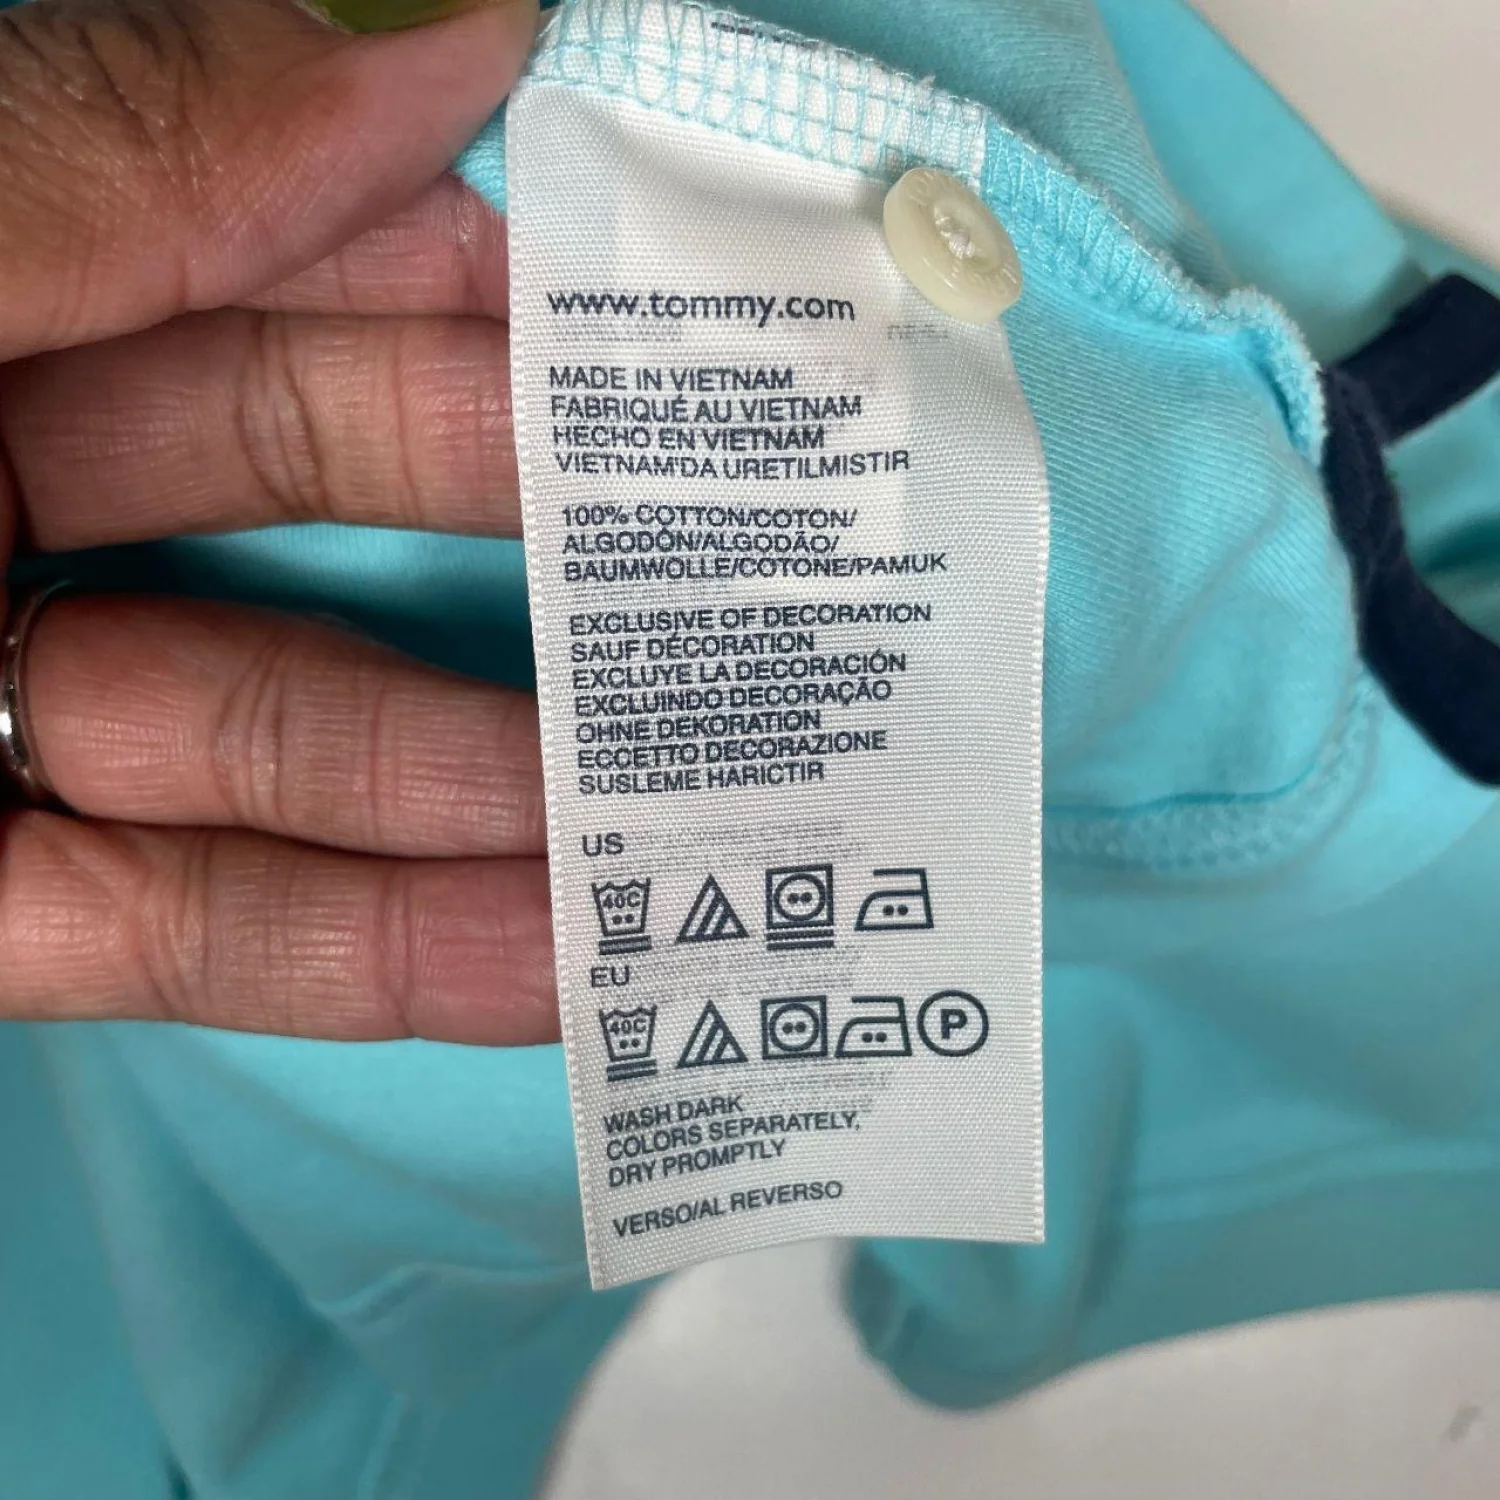 www.tommy.com
MADE IN VIETNAM
FABRIQUÉ AU VIETNAM
HECHO EN VIETNAM
VIETNAM'DA URETILMISTIR
100% COTTON/COTON/
ALGODÓN/ALGODÃO/
BAUMWOLLE/COTONE/PAMUK
EXCLUSIVE OF DECORATION
SAUF DÉCORATION
EXCLUYE LA DECORACIÓN
EXCLUINDO DECORAÇÃO
OHNE DEKORATION
ECCETTO DECORAZIONE
SUSLEME HARICTIR
US
40C
EU
40C P
WASH DARK
COLORS SEPARATELY,
DRY PROMPTLY
VERSO/AL REVERSO